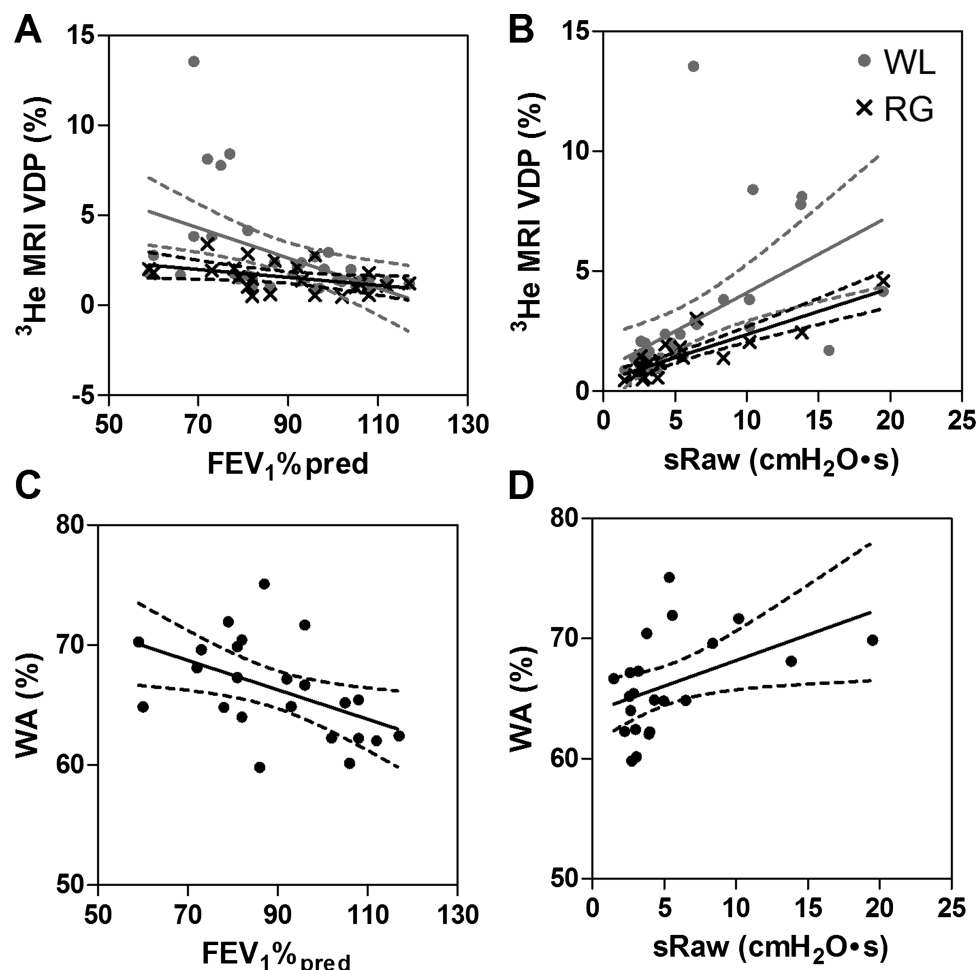 A
15
10
5
0
-5
³He MRI VDP (%)
50 70 90 110 130
FEV₁%pred
B
15
10
5
0
³He MRI VDP (%)
WL
RG
0 5 10 15 20 25
sRaw (cmH₂O•s)
C
80
70
60
50
WA (%)
50 70 90 110 130
FEV₁%pred
D
80
70
60
50
WA (%)
0 5 10 15 20 25
sRaw (cmH₂O•s)